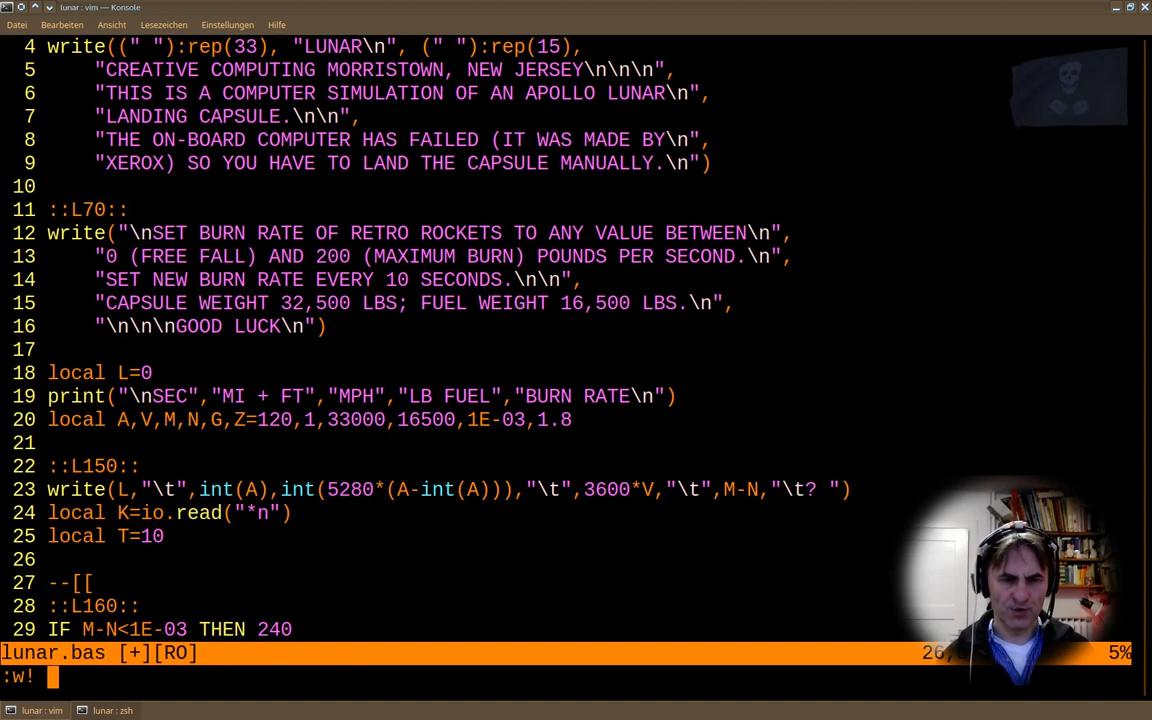 lunar : vim — Konsole
Datei Bearbeiten Ansicht Lesezeichen Einstellungen Hilfe
4 write((" "):rep(33), "LUNAR\n", (" "):rep(15),
5 "CREATIVE COMPUTING MORRISTOWN, NEW JERSEY\n\n\n",
6 "THIS IS A COMPUTER SIMULATION OF AN APOLLO LUNAR\n",
7 "LANDING CAPSULE.\n\n",
8 "THE ON-BOARD COMPUTER HAS FAILED (IT WAS MADE BY\n",
9 "XEROX) SO YOU HAVE TO LAND THE CAPSULE MANUALLY.\n")
10
11 ::L70::
12 write("\nSET BURN RATE OF RETRO ROCKETS TO ANY VALUE BETWEEN\n",
13 "0 (FREE FALL) AND 200 (MAXIMUM BURN) POUNDS PER SECOND.\n",
14 "SET NEW BURN RATE EVERY 10 SECONDS.\n\n",
15 "CAPSULE WEIGHT 32,500 LBS; FUEL WEIGHT 16,500 LBS.\n",
16 "\n\n\nGOOD LUCK\n")
17
18 local L=0
19 print("\nSEC","MI + FT","MPH","LB FUEL","BURN RATE\n")
20 local A,V,M,N,G,Z=120,1,33000,16500,1E-03,1.8
21
22 ::L150::
23 write(L,"\t",int(A),int(5280*(A-int(A))),"\t",3600*V,"\t",M-N,"\t? ")
24 local K=io.read("*n")
25 local T=10
26
27 --[[
28 ::L160::
29 IF M-N<1E-03 THEN 240
lunar.bas [+][RO] 26, 5%
:w!
lunar : vim lunar : zsh